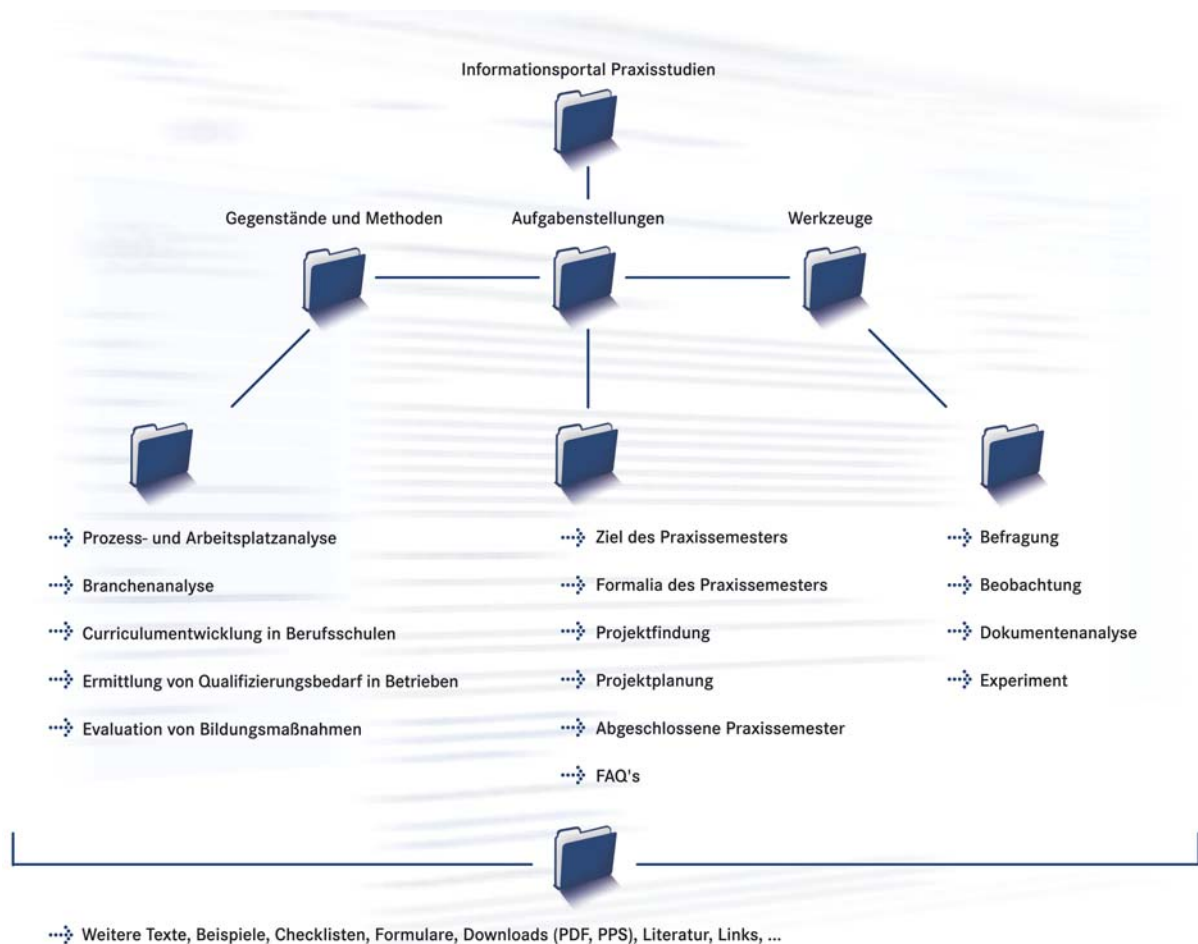 Informationsportal Praxisstudien
Gegenstände und Methoden
Aufgabenstellungen
Werkzeuge
Prozess- und Arbeitsplatzanalyse
Branchenanalyse
Curriculumentwicklung in Berufsschulen
Ermittlung von Qualifizierungsbedarf in Betrieben
Evaluation von Bildungsmaßnahmen
Ziel des Praxissemesters
Formalia des Praxissemesters
Projektfindung
Projektplanung
Abgeschlossene Praxissemester
FAQ's
Befragung
Beobachtung
Dokumentenanalyse
Experiment
Weitere Texte, Beispiele, Checklisten, Formulare, Downloads (PDF, PPS), Literatur, Links, ...